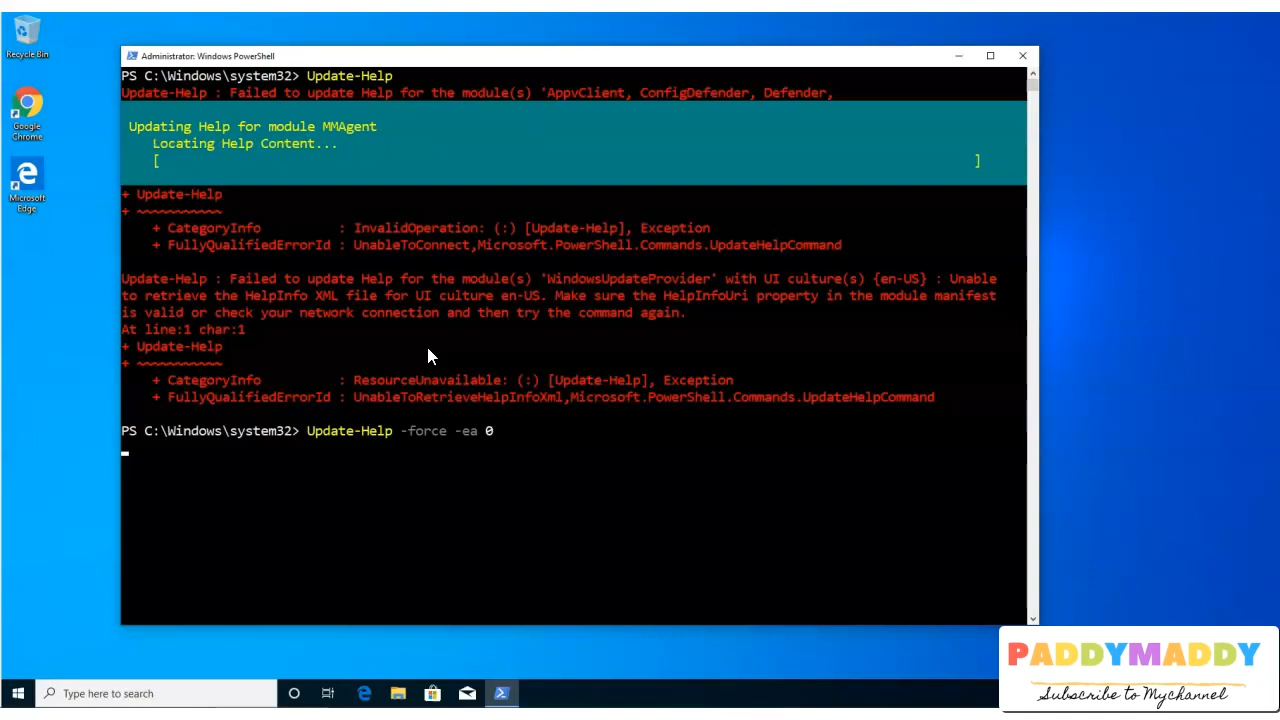 Recycle Bin
Google
Chrome
Microsoft
Edge
Administrator: Windows PowerShell
PS C:\Windows\system32> Update-Help
Update-Help : Failed to update Help for the module(s) 'AppvClient, ConfigDefender, Defender,
Updating Help for module MMAgent
Locating Help Content...
[ ]
+ Update-Help
+ ~~~~~~~~~~~
+ CategoryInfo : InvalidOperation: (:) [Update-Help], Exception
+ FullyQualifiedErrorId : UnableToConnect,Microsoft.PowerShell.Commands.UpdateHelpCommand
Update-Help : Failed to update Help for the module(s) 'WindowsUpdateProvider' with UI culture(s) {en-US} : Unable
to retrieve the HelpInfo XML file for UI culture en-US. Make sure the HelpInfoUri property in the module manifest
is valid or check your network connection and then try the command again.
At line:1 char:1
+ Update-Help
+ ~~~~~~~~~~~
+ CategoryInfo : ResourceUnavailable: (:) [Update-Help], Exception
+ FullyQualifiedErrorId : UnableToRetrieveHelpInfoXml,Microsoft.PowerShell.Commands.UpdateHelpCommand
PS C:\Windows\system32> Update-Help -force -ea 0
PADDYMADDY
Subscribe to Mychannel
Type here to search